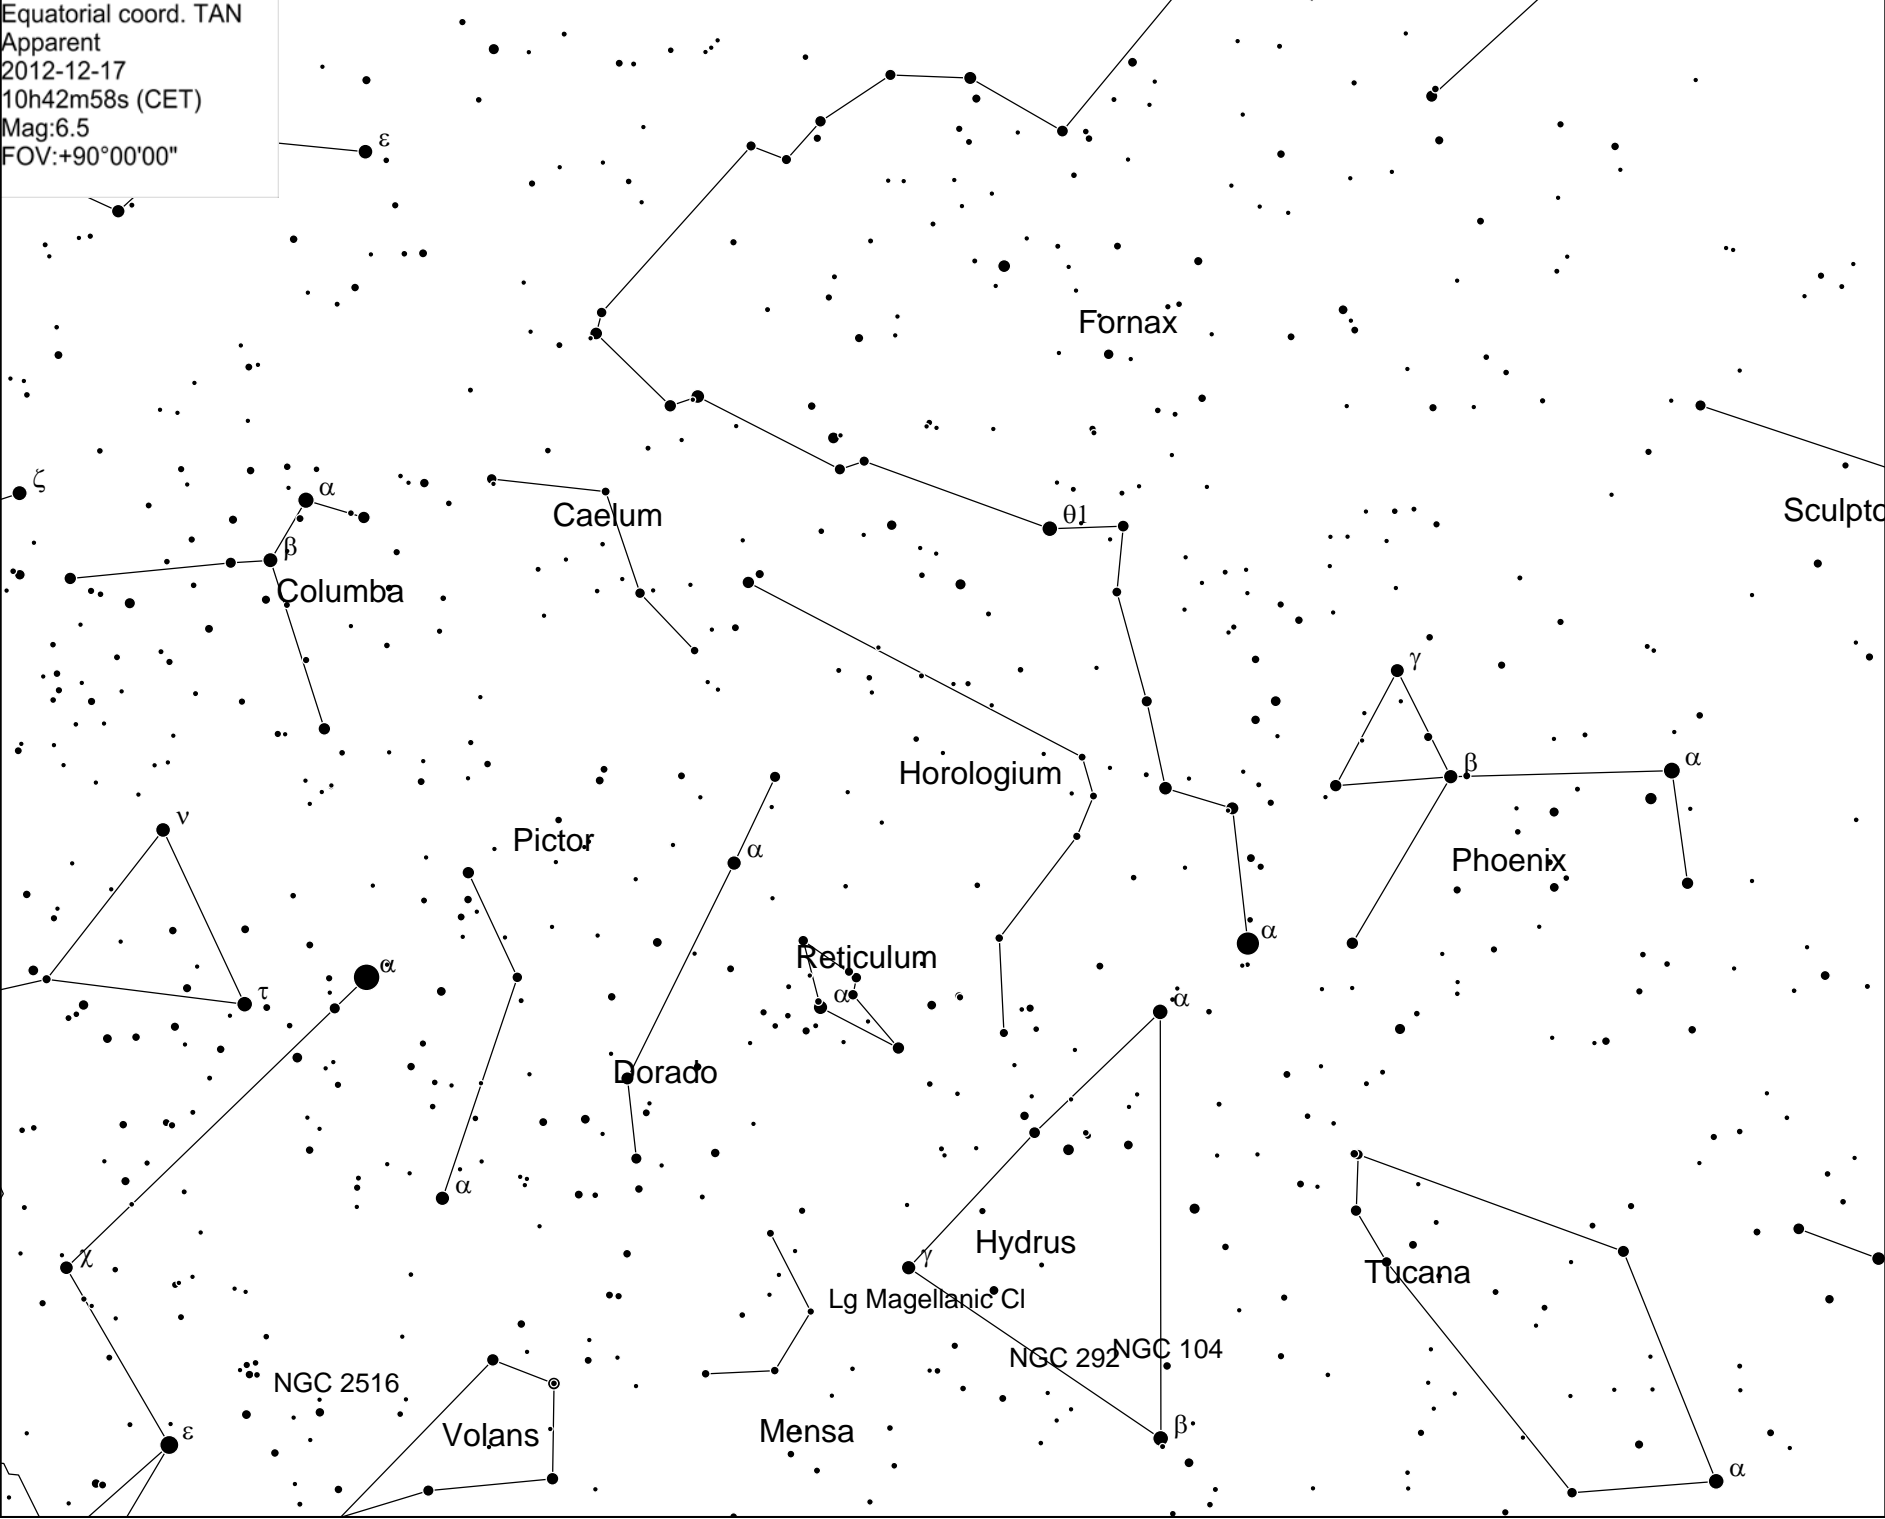 Equatorial coord. TAN
Apparent
2012-12-17
10h42m58s (CET)
Mag:6.5
FOV:+90°00'00"
ε
Fornax
ζ
α
Caelum
θ1
Sculpto
β
Columba
γ
β
α
Horologium
ν
Pictor
α
Phoenix
α
Reticulum
α
τ
α
α
α
Dorado
α
χ
γ
Hydrus
Tucana
Lg Magellanic Cl
NGC 292
NGC 104
NGC 2516
ε
Volans
Mensa
β
α